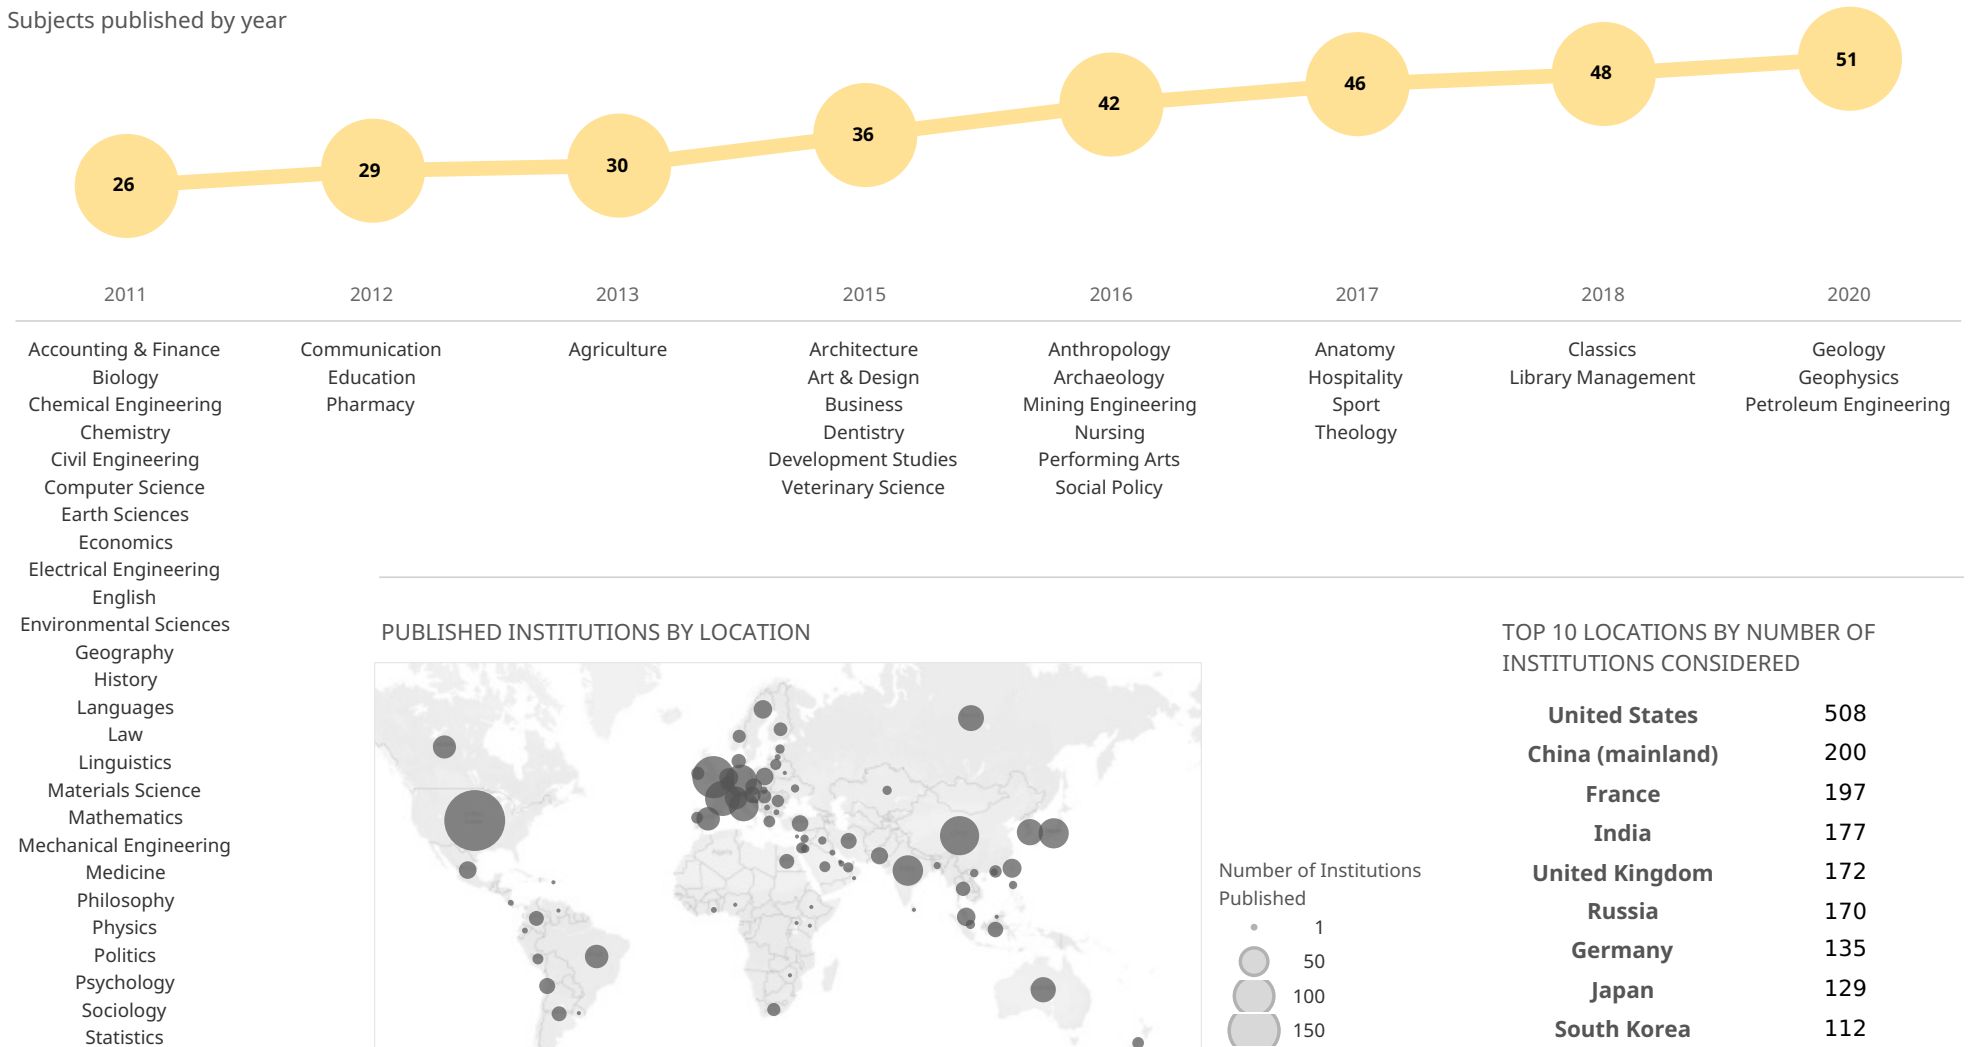 Subjects published by year
26
29
30
36
42
46
48
51
2011
2012
2013
2015
2016
2017
2018
2020
Accounting & Finance
Biology
Chemical Engineering
Chemistry
Civil Engineering
Computer Science
Earth Sciences
Economics
Electrical Engineering
English
Environmental Sciences
Geography
History
Languages
Law
Linguistics
Materials Science
Mathematics
Mechanical Engineering
Medicine
Philosophy
Physics
Politics
Psychology
Sociology
Statistics
Communication
Education
Pharmacy
Agriculture
Architecture
Art & Design
Business
Dentistry
Development Studies
Veterinary Science
Anthropology
Archaeology
Mining Engineering
Nursing
Performing Arts
Social Policy
Anatomy
Hospitality
Sport
Theology
Classics
Library Management
Geology
Geophysics
Petroleum Engineering
PUBLISHED INSTITUTIONS BY LOCATION
Number of Institutions
Published
1
50
100
150
TOP 10 LOCATIONS BY NUMBER OF
INSTITUTIONS CONSIDERED
United States 508
China (mainland) 200
France 197
India 177
United Kingdom 172
Russia 170
Germany 135
Japan 129
South Korea 112